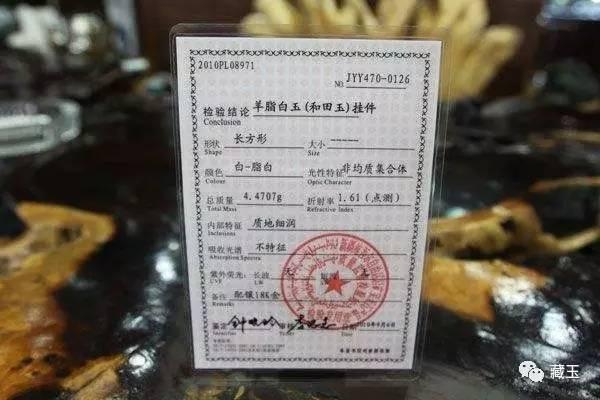 2010PL08971
NO JYY470-0126
检验结论 羊脂白玉(和田玉)挂件
Conclusion
形状 长方形 大小 -----
Shape Size
颜色 白-脂白 光性特征 非均质集合体
Colour Optic Character
总质量 4.4707g 折射率 1.61(点测)
Total Mass Refractive Index
内部特征 质地细润
Inclusions
吸收光谱 不特征
Absorption Spectra
紫外荧光: 长波 无
UVF LW
备注 配镶18K金
Remarks
鉴定
Identifier
藏玉